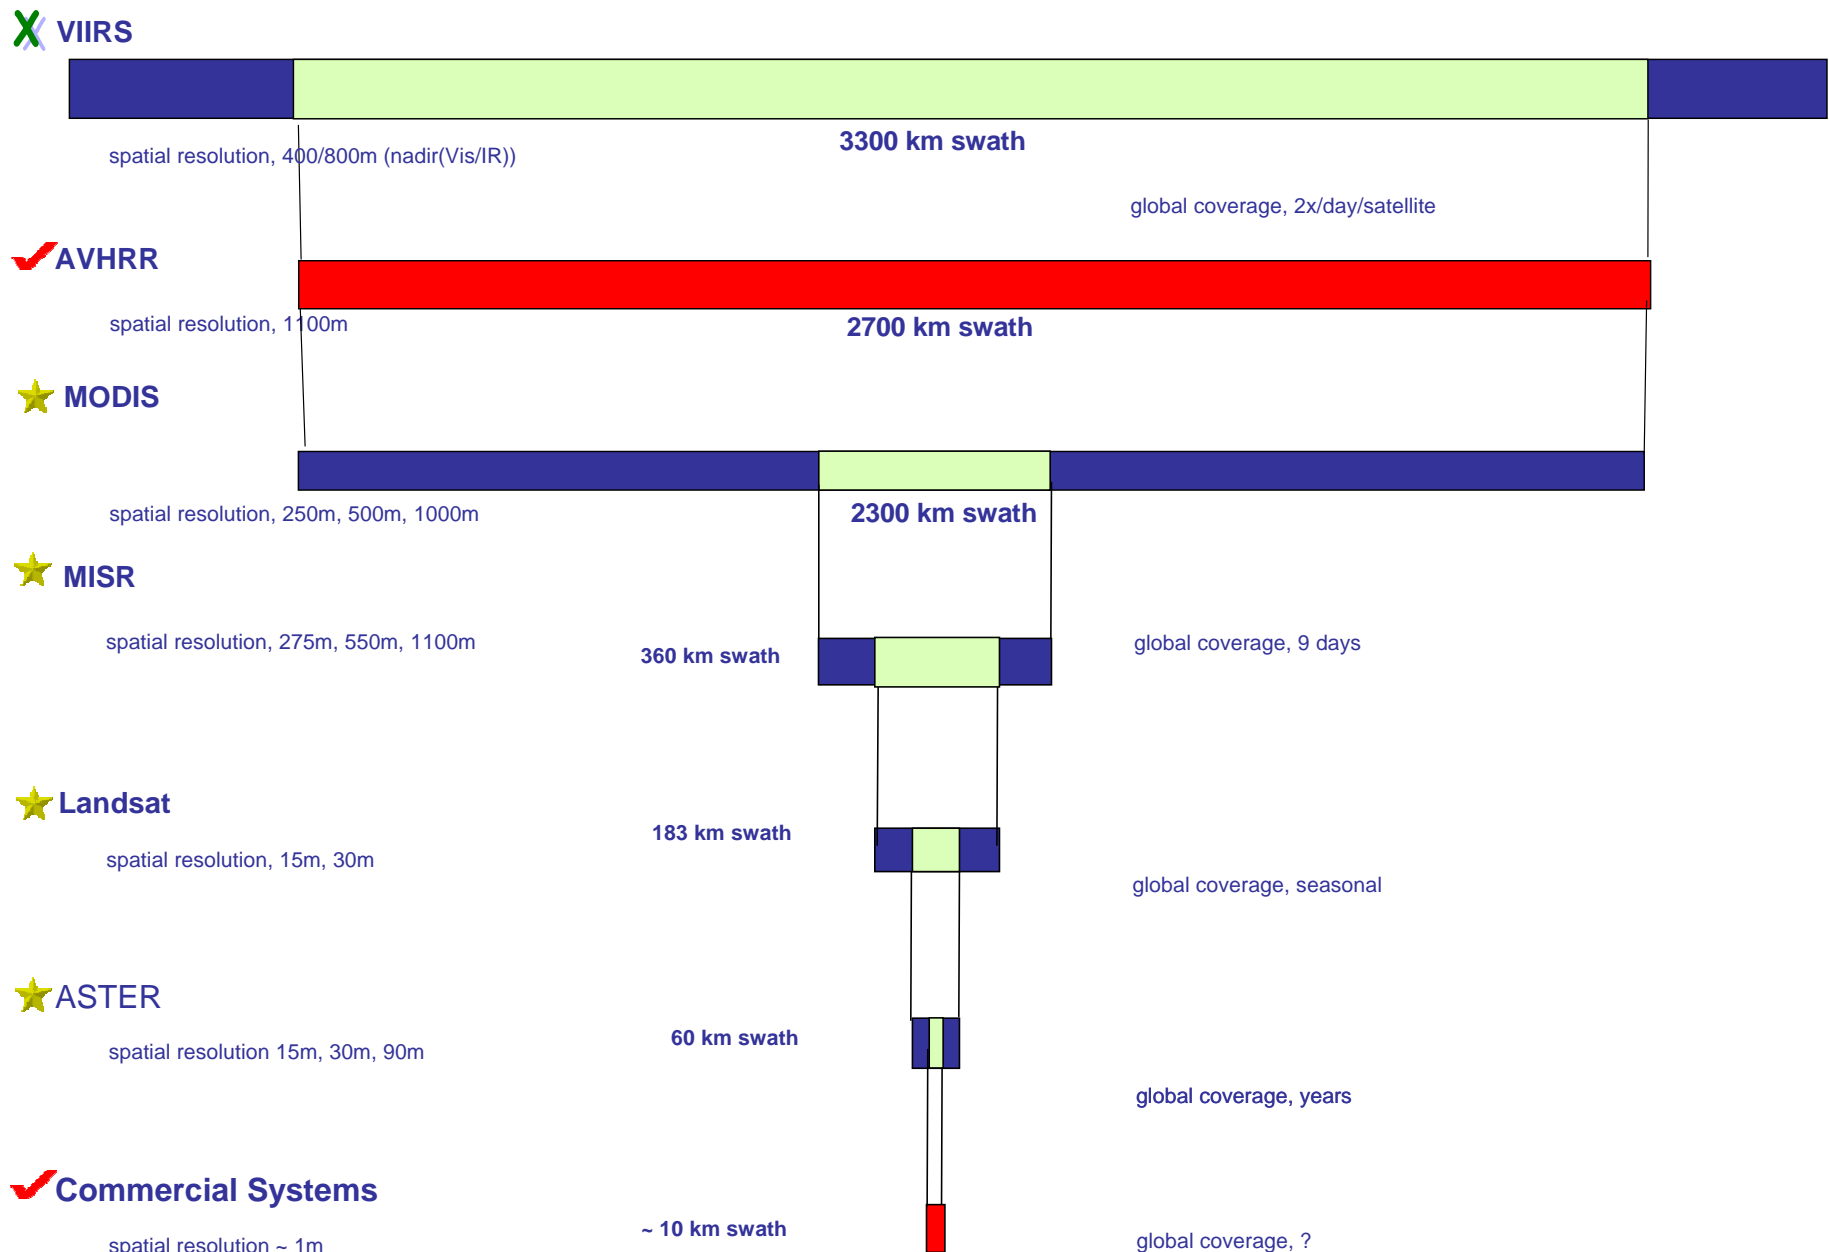 VIIRS
3300 km swath
spatial resolution, 400/800m (nadir(Vis/IR))
global coverage, 2x/day/satellite
AVHRR
spatial resolution, 1100m
2700 km swath
MODIS
spatial resolution, 250m, 500m, 1000m
2300 km swath
MISR
spatial resolution, 275m, 550m, 1100m
360 km swath
global coverage, 9 days
Landsat
183 km swath
spatial resolution, 15m, 30m
global coverage, seasonal
ASTER
60 km swath
spatial resolution 15m, 30m, 90m
global coverage, years
Commercial Systems
~ 10 km swath
spatial resolution ~ 1m
global coverage, ?